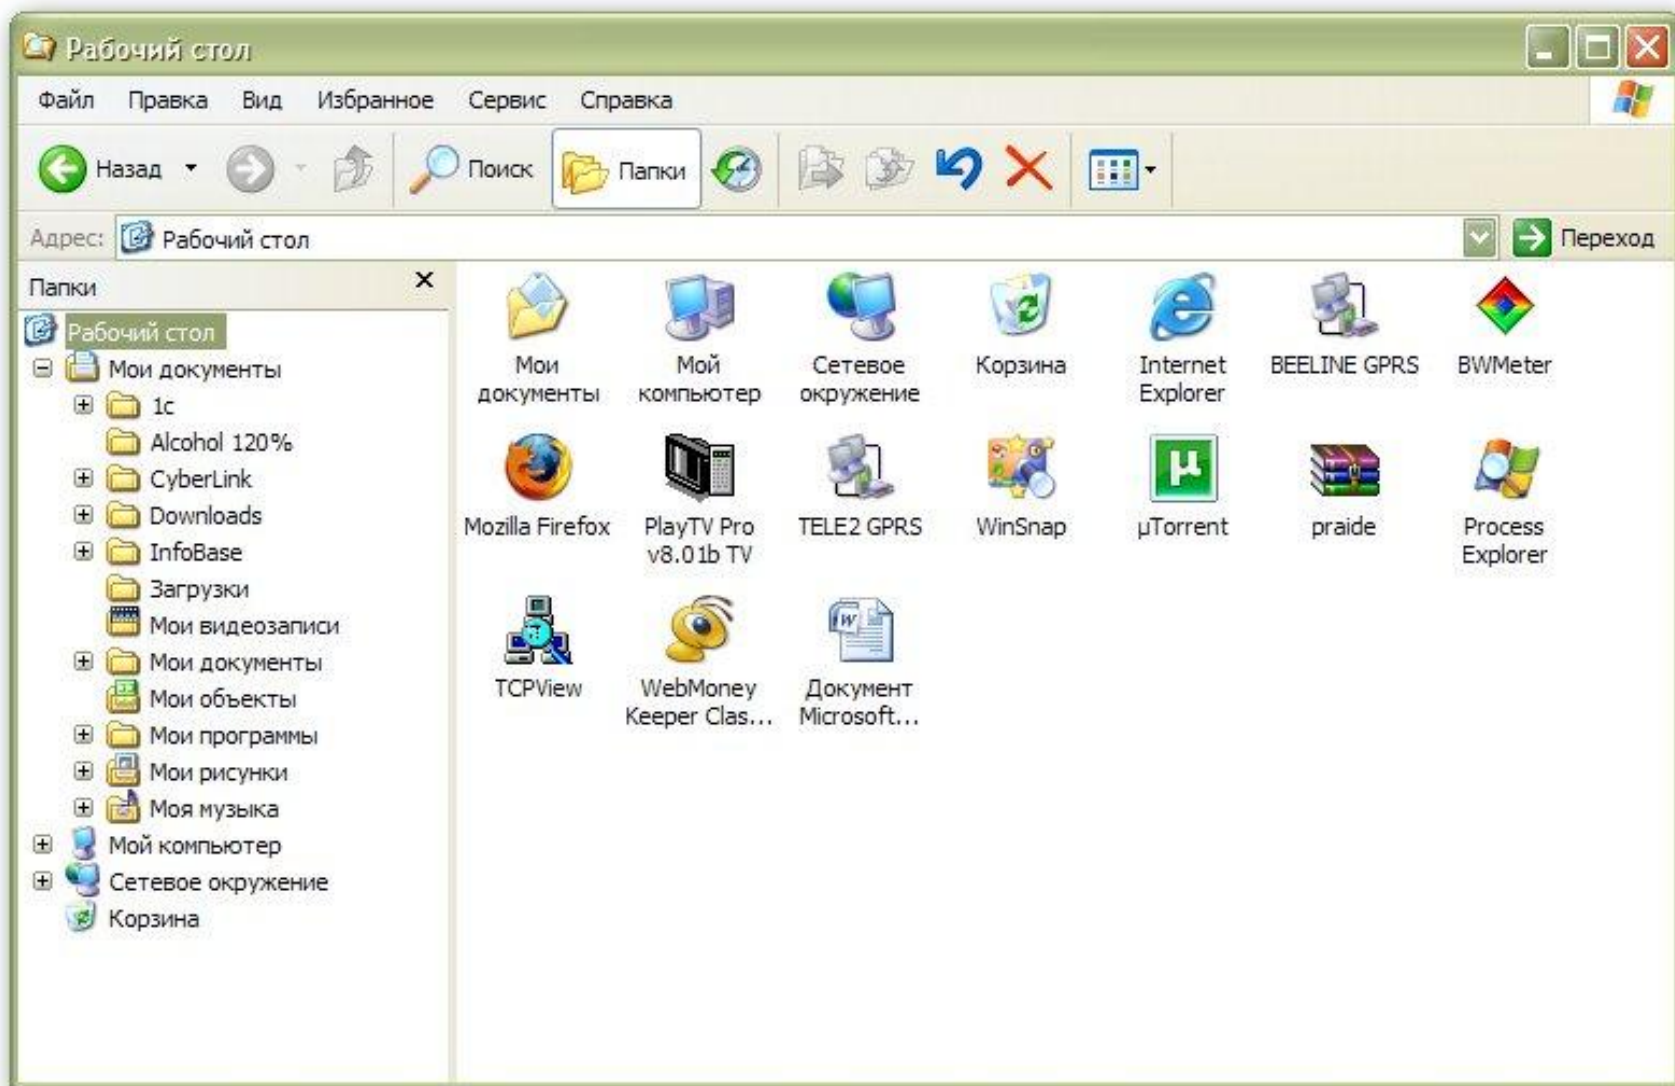 Рабочий стол
Файл Правка Вид Избранное Сервис Справка
Назад Поиск Папки
Адрес: Рабочий стол Переход
Папки
Рабочий стол
Мои документы
1c
Alcohol 120%
CyberLink
Downloads
InfoBase
Загрузки
Мои видеозаписи
Мои документы
Мои объекты
Мои программы
Мои рисунки
Моя музыка
Мой компьютер
Сетевое окружение
Корзина
Мои
документы
Мой
компьютер
Сетевое
окружение
Корзина
Internet
Explorer
BEELINE GPRS
BWMeter
Mozilla Firefox
PlayTV Pro
v8.01b TV
TELE2 GPRS
WinSnap
µTorrent
praide
Process
Explorer
TCPView
WebMoney
Keeper Clas...
Документ
Microsoft...